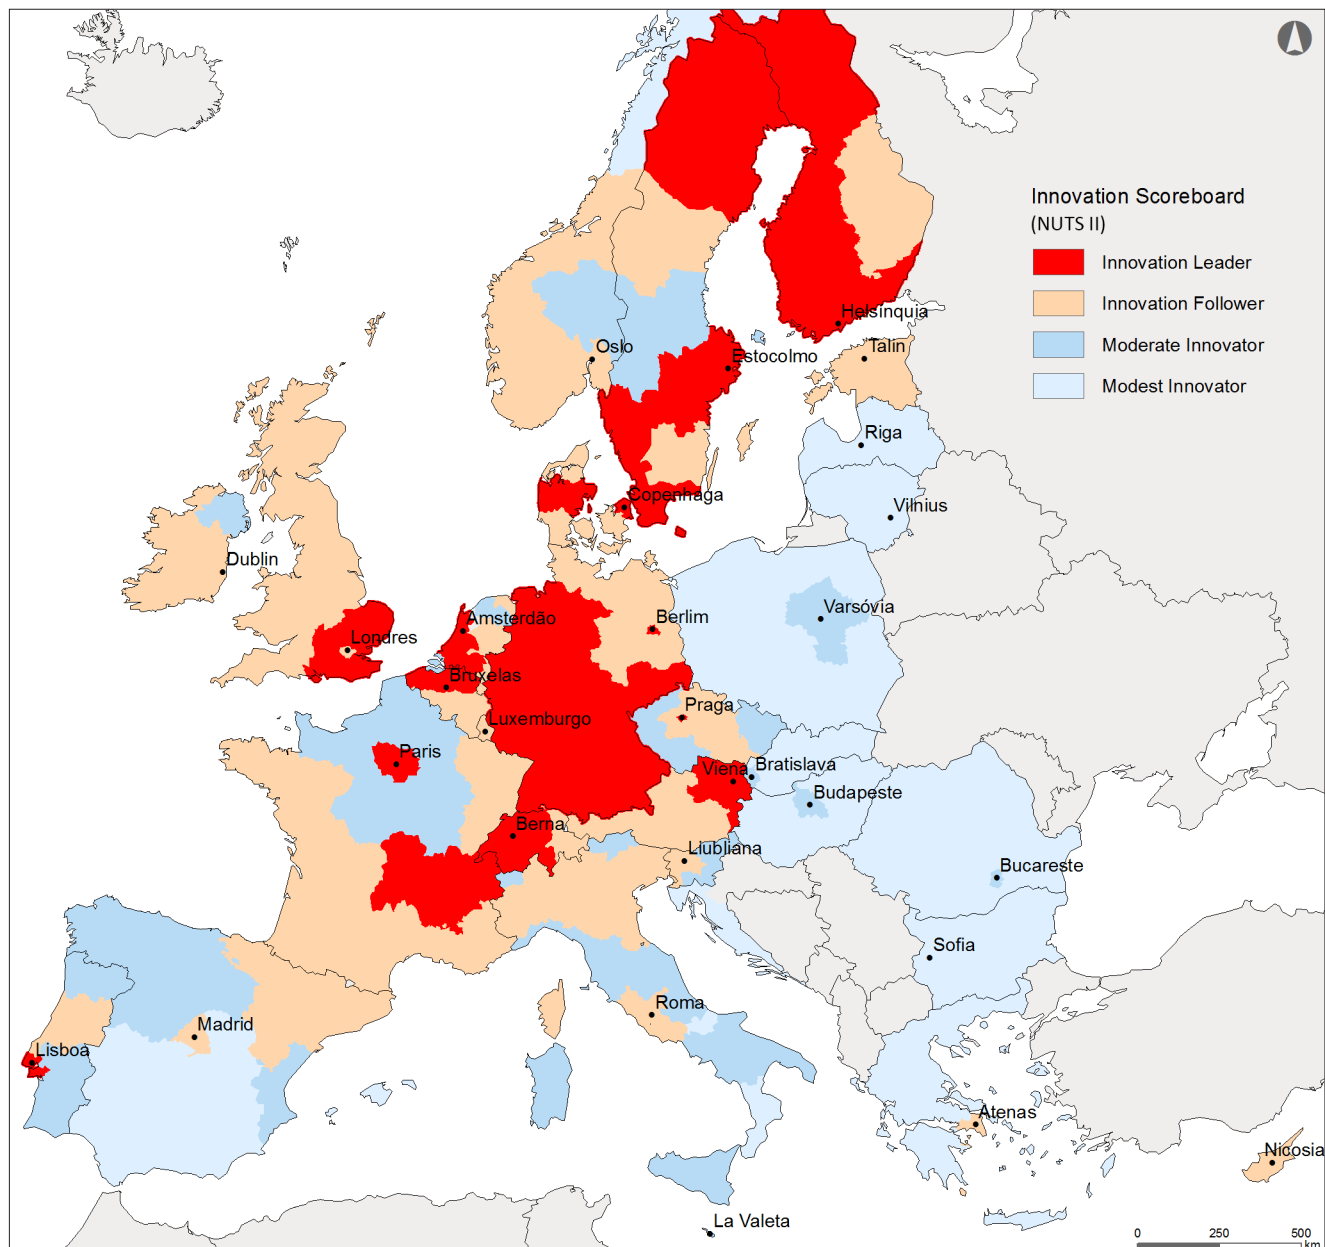 Innovation Scoreboard
(NUTS II)
Innovation Leader
Innovation Follower
Moderate Innovator
Modest Innovator
Helsínquia
Oslo
Talin
Estocolmo
Riga
Copenhaga
Vilnius
Dublin
Varsóvia
Amsterdão
Berlim
Londres
Bruxelas
Praga
Luxemburgo
Paris
Viena
Bratislava
Budapeste
Berna
Liubliana
Bucareste
Sofia
Roma
Madrid
Lisboa
Atenas
Nicosia
La Valeta
0 250 500
km